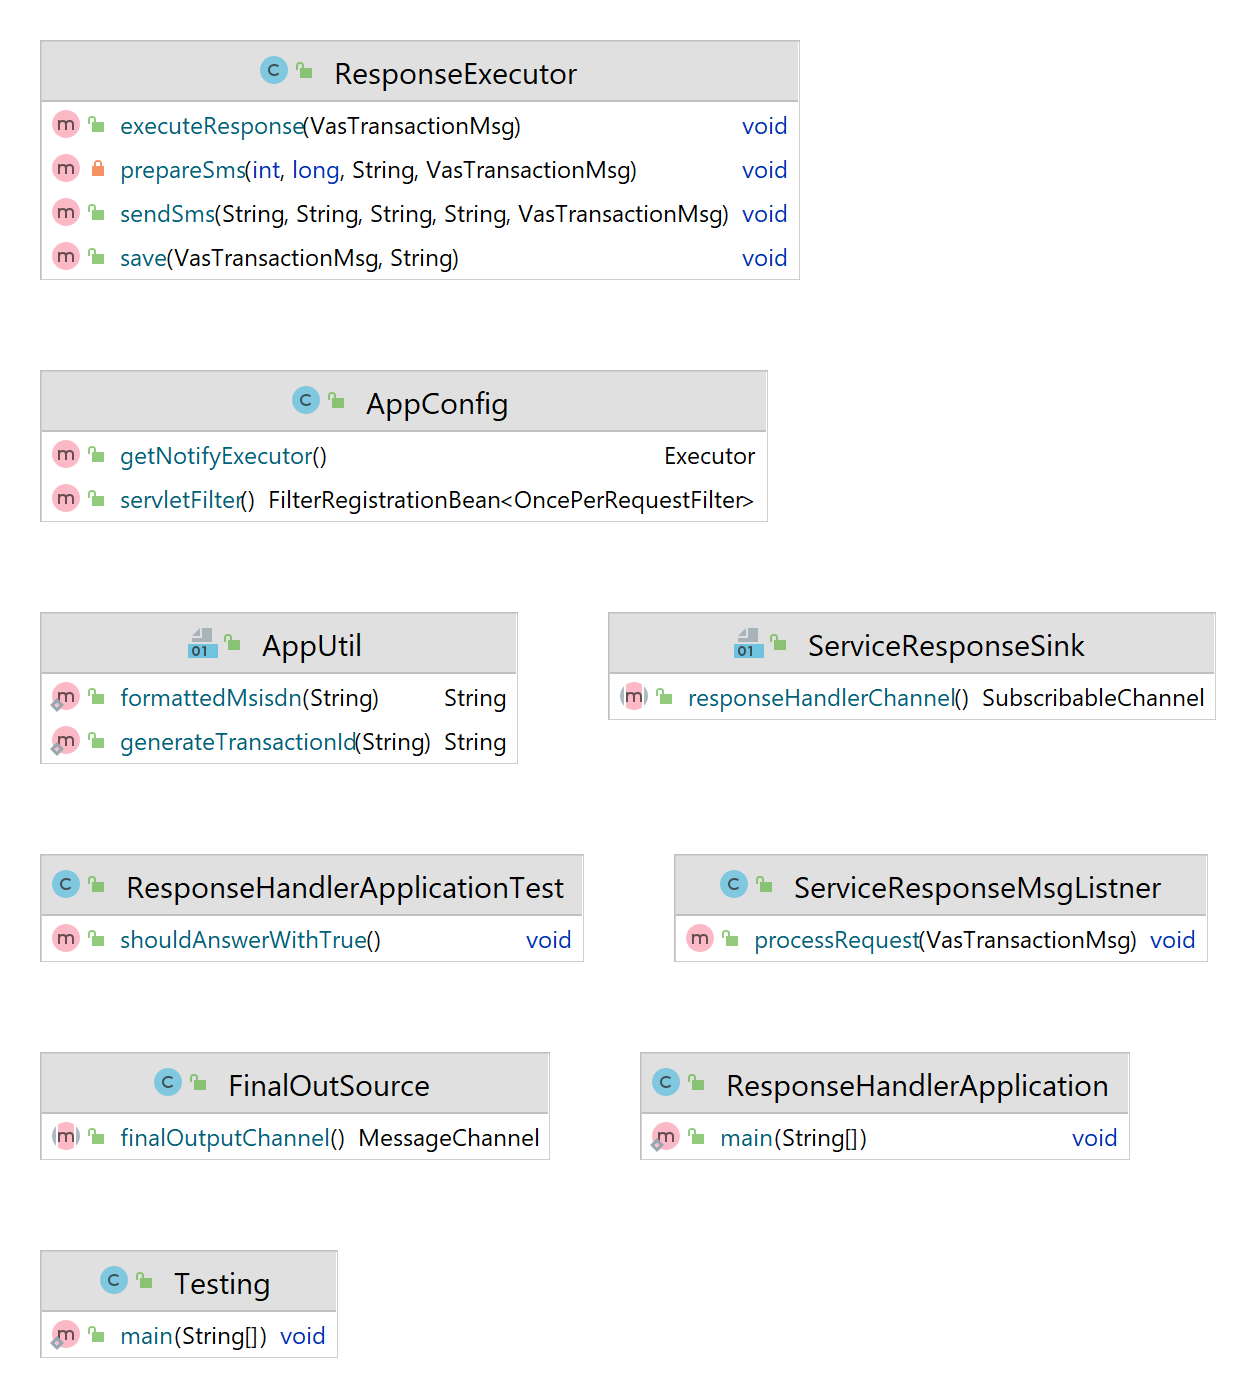 ResponseExecutor
executeResponse(VasTransactionMsg) void
prepareSms(int, long, String, VasTransactionMsg) void
sendSms(String, String, String, String, VasTransactionMsg) void
save(VasTransactionMsg, String) void
AppConfig
getNotifyExecutor() Executor
servletFilter() FilterRegistrationBean<OncePerRequestFilter>
AppUtil
formattedMsisdn(String) String
generateTransactionId(String) String
ServiceResponseSink
responseHandlerChannel() SubscribableChannel
ResponseHandlerApplicationTest
shouldAnswerWithTrue() void
ServiceResponseMsgListner
processRequest(VasTransactionMsg) void
FinalOutSource
finalOutputChannel() MessageChannel
ResponseHandlerApplication
main(String[]) void
Testing
main(String[]) void